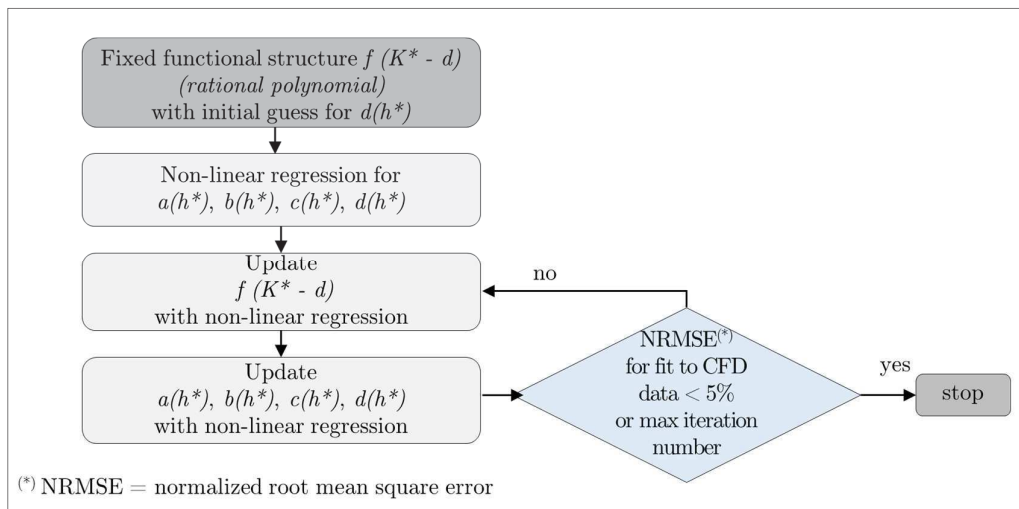 Fixed functional structure f (K* - d)
(rational polynomial)
with initial guess for d(h*)
Non-linear regression for
a(h*), b(h*), c(h*), d(h*)
Update
f (K* - d)
with non-linear regression
Update
a(h*), b(h*), c(h*), d(h*)
with non-linear regression
no
NRMSE(*)
for fit to CFD
data < 5%
or max iteration
number
yes
stop
(*) NRMSE = normalized root mean square error